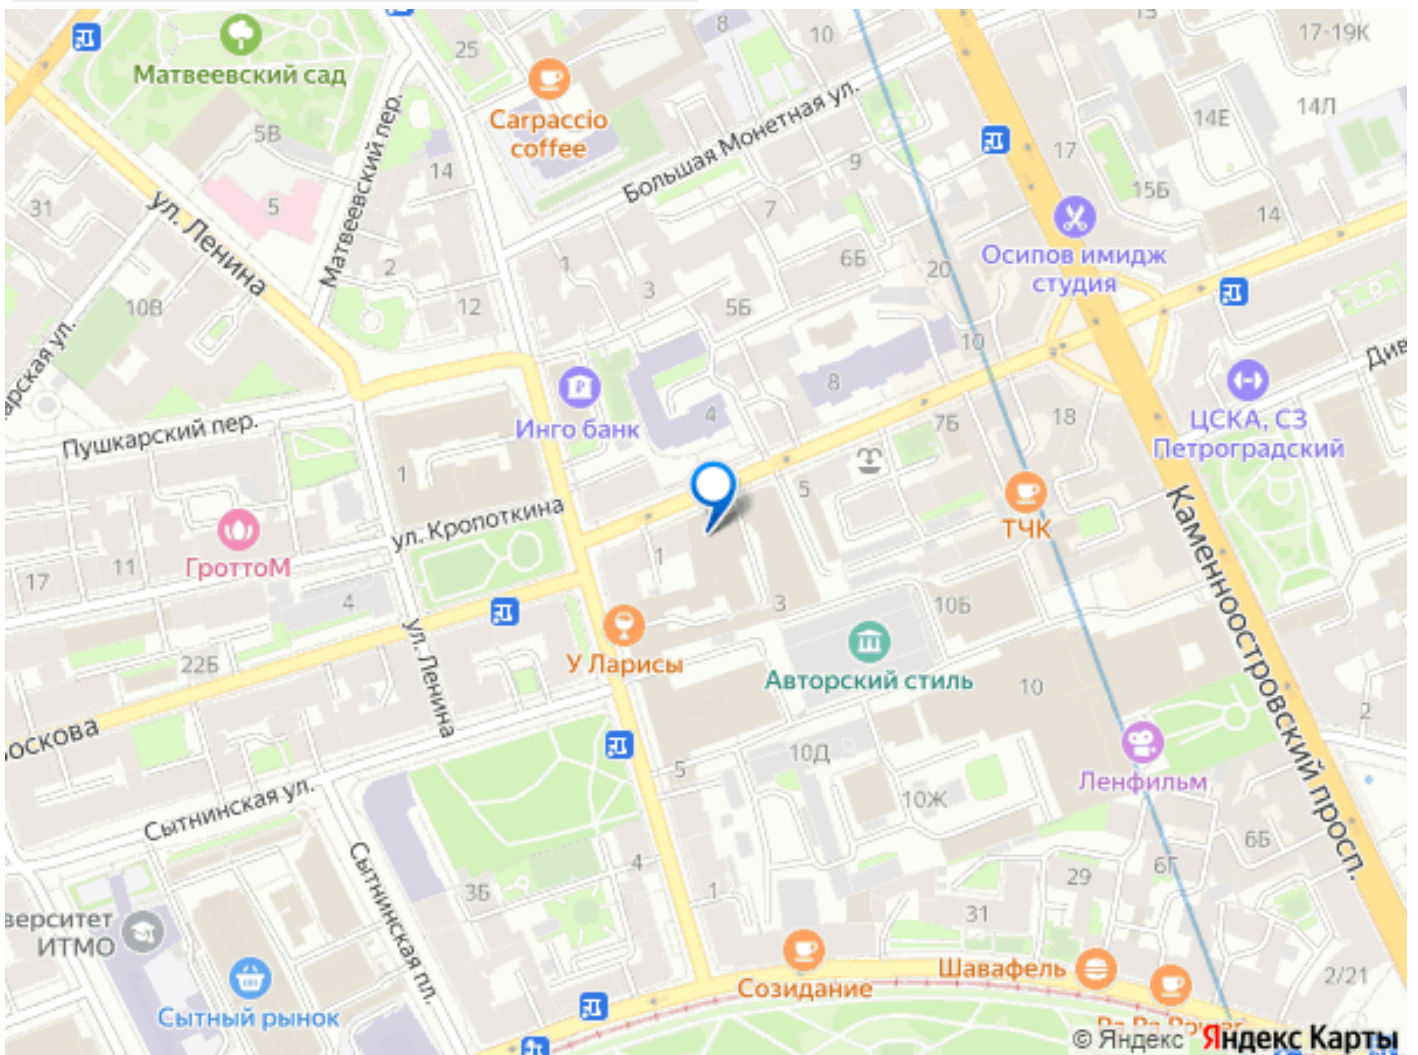 8
10
15
17-19К
25
Матвеевский сад
Carpaccio
coffee
Большая Монетная ул.
14Л
14Е
5В
Матвеевский пер.
14
9
17
15Б
31
5
ул. Ленина
7
14
2
1
6Б
20
Осипов имидж
студия
10В
12
3
5Б
10
Див
арская ул.
8
Инго банк
4
7Б
18
ЦСКА, СЗ
Петроградский
Пушкарский пер.
1
5
ул. Кропоткина
ТЧК
Каменноостровский просп.
ГроттоМ
17
11
1
4
3
10Б
22Б
ул. Ленина
У Ларисы
Авторский стиль
10
2
оскова
5
10Д
Ленфильм
Сытнинская ул.
10Ж
6Б
4
6Г
3Б
1
29
Сытнинская пл.
31
верситет
ИТМО
Шавафель
2/21
Созидание
Сытный рынок
© Яндекс Яндекс Карты